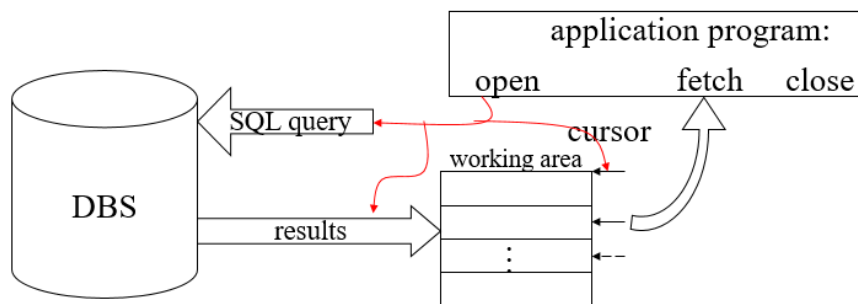 application program:
open fetch close
SQL query
cursor
working area
DBS
results
⋮